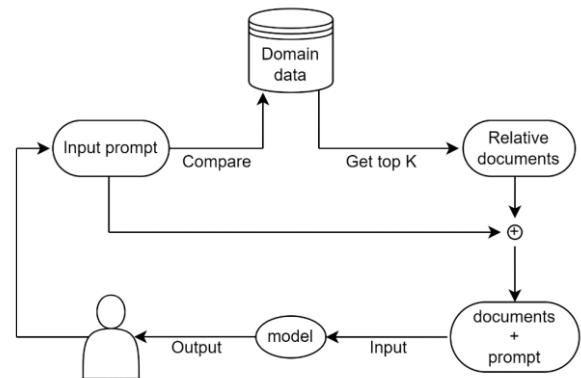 Domain
data
Input prompt
Compare
Get top K
Relative
documents
+
documents
+
prompt
Input
model
Output